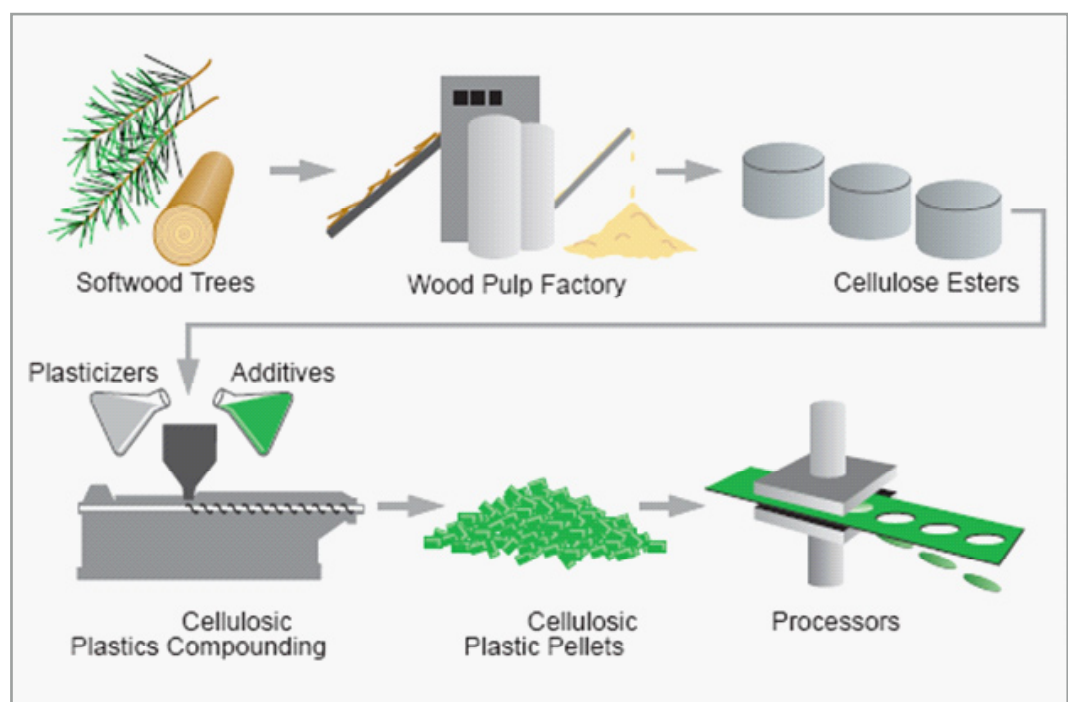 Softwood Trees
Wood Pulp Factory
Cellulose Esters
Plasticizers
Additives
Cellulosic
Plastics Compounding
Cellulosic
Plastic Pellets
Processors